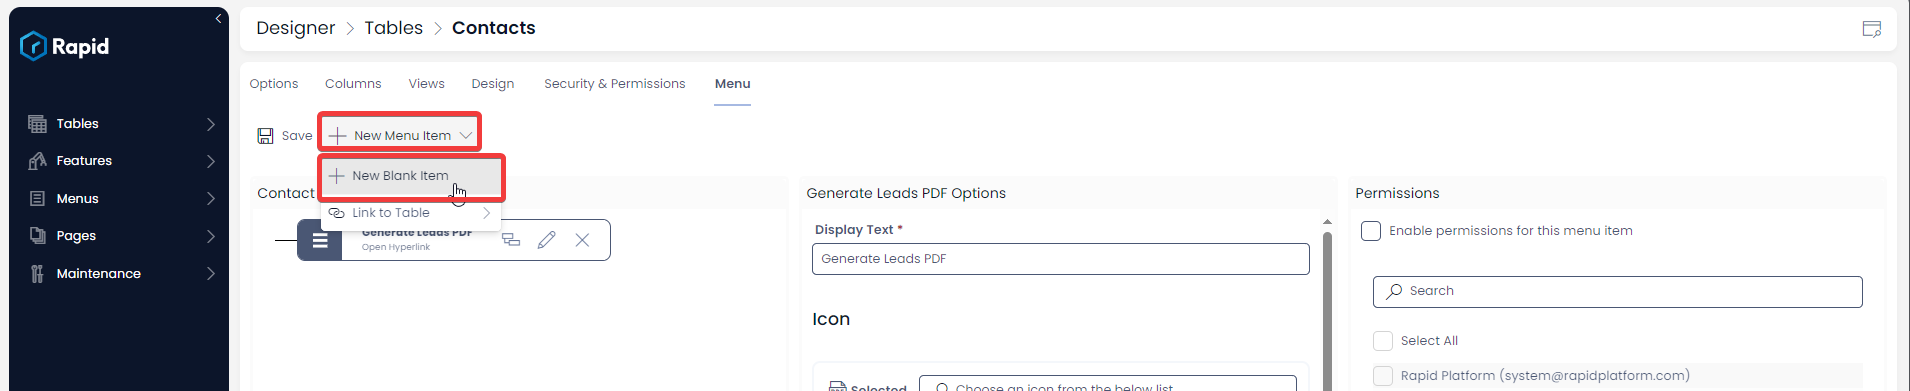 Rapid
Tables
Features
Menus
Pages
Maintenance
Designer > Tables > Contacts
Options Columns Views Design Security & Permissions Menu
Save New Menu Item
New Blank Item
Link to Table
Contact
Generate Leads PDF
Open Hyperlink
Generate Leads PDF Options
Display Text *
Generate Leads PDF
Icon
Selected
Choose an icon from the below list
Permissions
Enable permissions for this menu item
Search
Select All
Rapid Platform (system@rapidplatform.com)